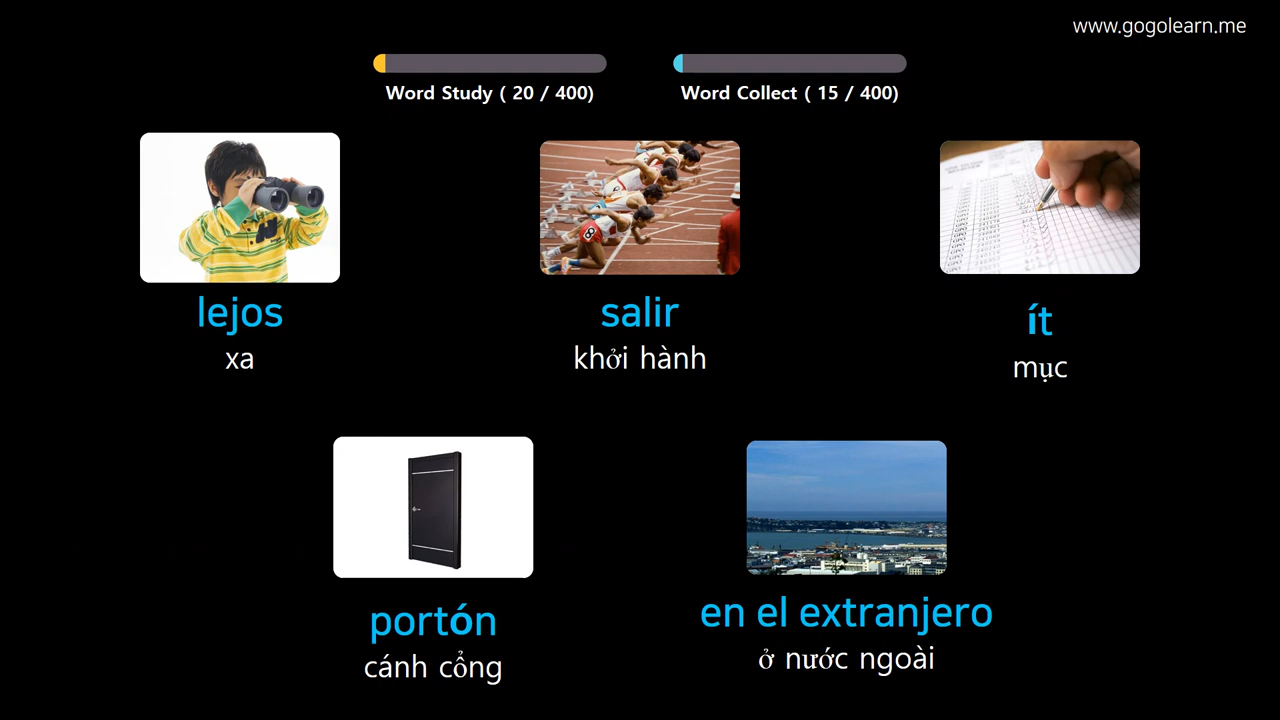 www.gogolearn.me
Word Study ( 20 / 400)
Word Collect ( 15 / 400)
lejos
xa
salir
khởi hành
ít
mục
portón
cánh cổng
en el extranjero
ở nước ngoài